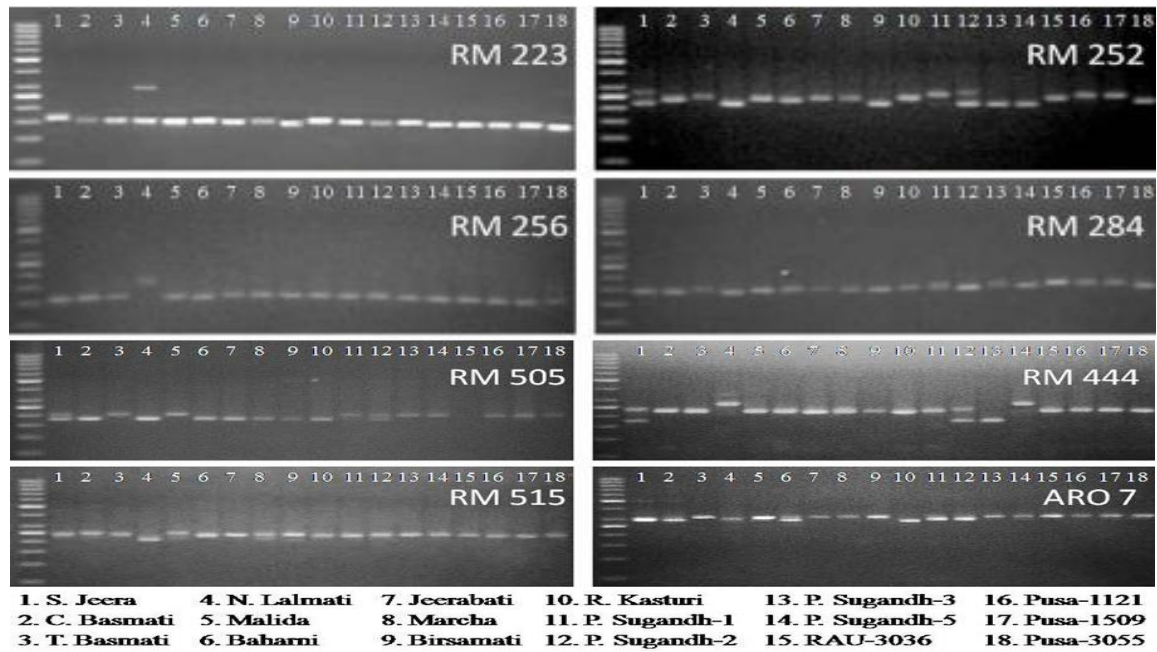 1 2 3 4 5 6 7 8 9 10 11 12 13 14 15 16 17 18
RM 223
1 2 3 4 5 6 7 8 9 10 11 12 13 14 15 16 17 18
RM 252
1 2 3 4 5 6 7 8 9 10 11 12 13 14 15 16 17 18
RM 256
1 2 3 4 5 6 7 8 9 10 11 12 13 14 15 16 17 18
RM 284
1 2 3 4 5 6 7 8 9 10 11 12 13 14 15 16 17 18
RM 505
1 2 3 4 5 6 7 8 9 10 11 12 13 14 15 16 17 18
RM 444
1 2 3 4 5 6 7 8 9 10 11 12 13 14 15 16 17 18
RM 515
1 2 3 4 5 6 7 8 9 10 11 12 13 14 15 16 17 18
ARO 7
1. S. Jeera 4. N. Lalmati 7. Jeerabati 10. R. Kasturi 13. P. Sugandh-3 16. Pusa-1121
2. C. Basmati 5. Malida 8. Marcha 11. P. Sugandh-1 14. P. Sugandh-5 17. Pusa-1509
3. T. Basmati 6. Baharni 9. Birsamati 12. P. Sugandh-2 15. RAU-3036 18. Pusa-3055